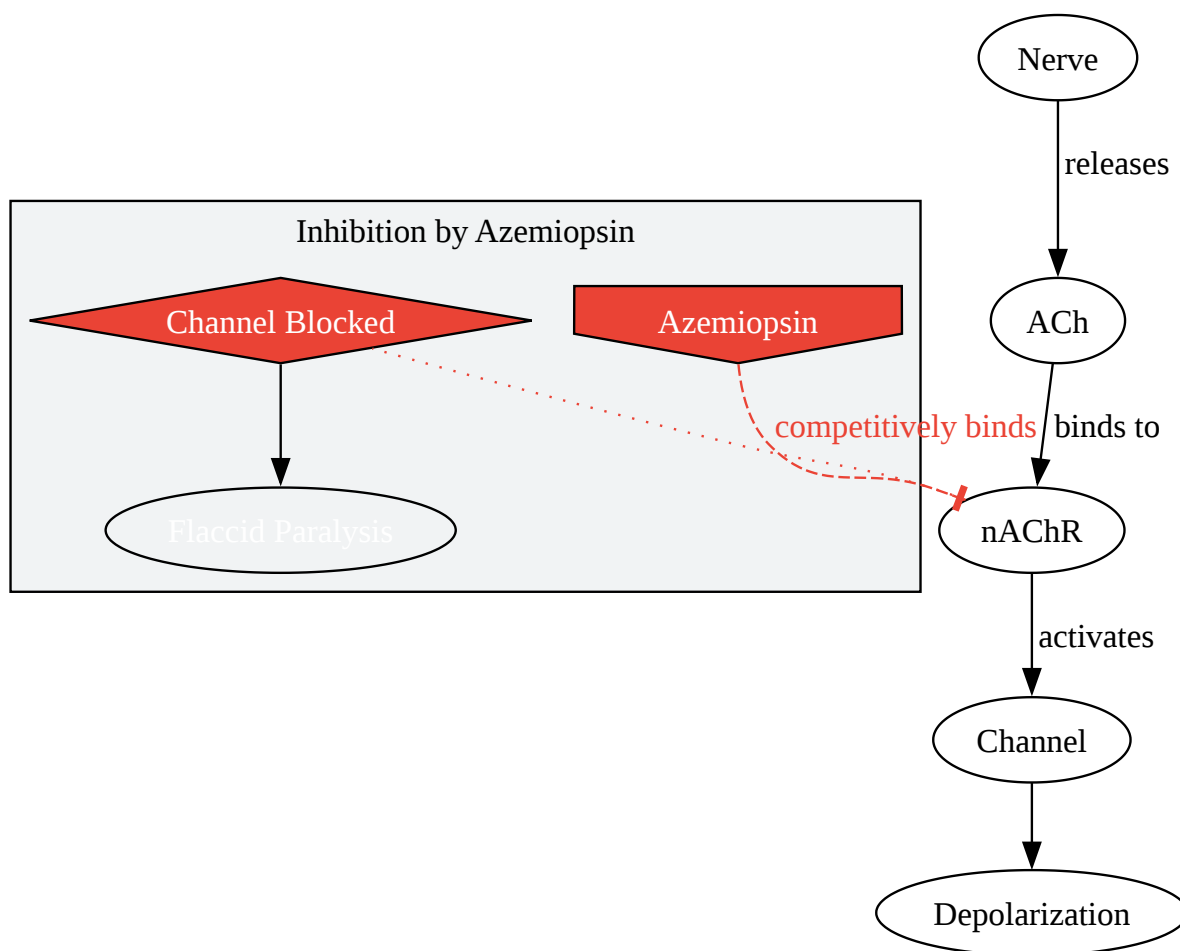 Nerve
releases
Inhibition by Azemiopsin
Channel Blocked
Azemiopsin
ACh
competitively binds
binds to
Flaccid Paralysis
nAChR
activates
Channel
Depolarization